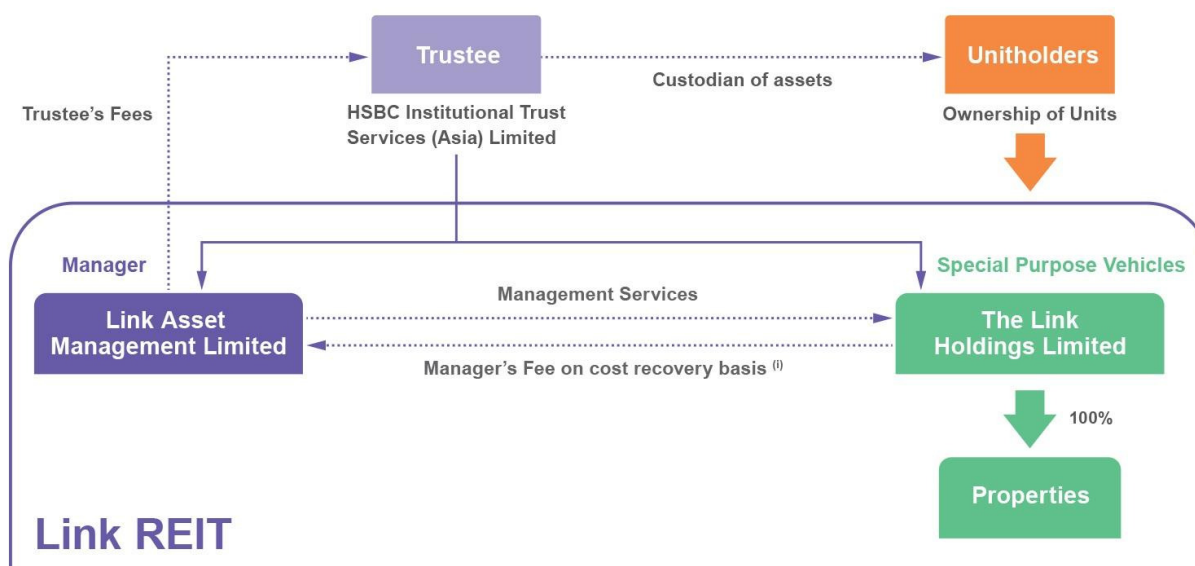 Trustee
Unitholders
Custodian of assets
Trustee’s Fees
HSBC Institutional Trust
Services (Asia) Limited
Ownership of Units
Manager
Special Purpose Vehicles
Link Asset
Management Limited
Management Services
The Link
Holdings Limited
Manager’s Fee on cost recovery basis (i)
100%
Properties
Link REIT